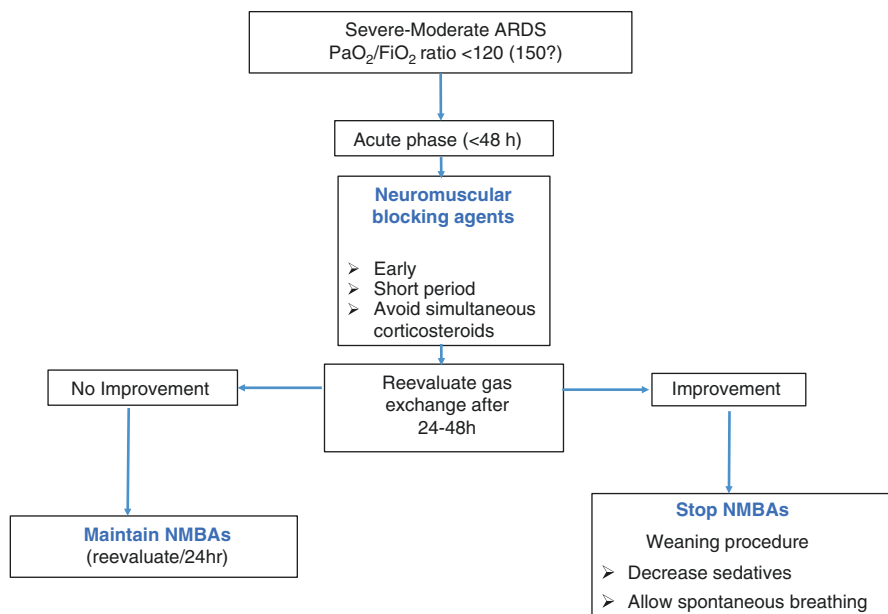 Severe-Moderate ARDS
PaO₂/FiO₂ ratio <120 (150?)
Acute phase (<48 h)
Neuromuscular
blocking agents
➢ Early
➢ Short period
➢ Avoid simultaneous
corticosteroids
No Improvement
Reevaluate gas
exchange after
24-48h
Improvement
Maintain NMBAs
(reevaluate/24hr)
Stop NMBAs
Weaning procedure
➢ Decrease sedatives
➢ Allow spontaneous breathing